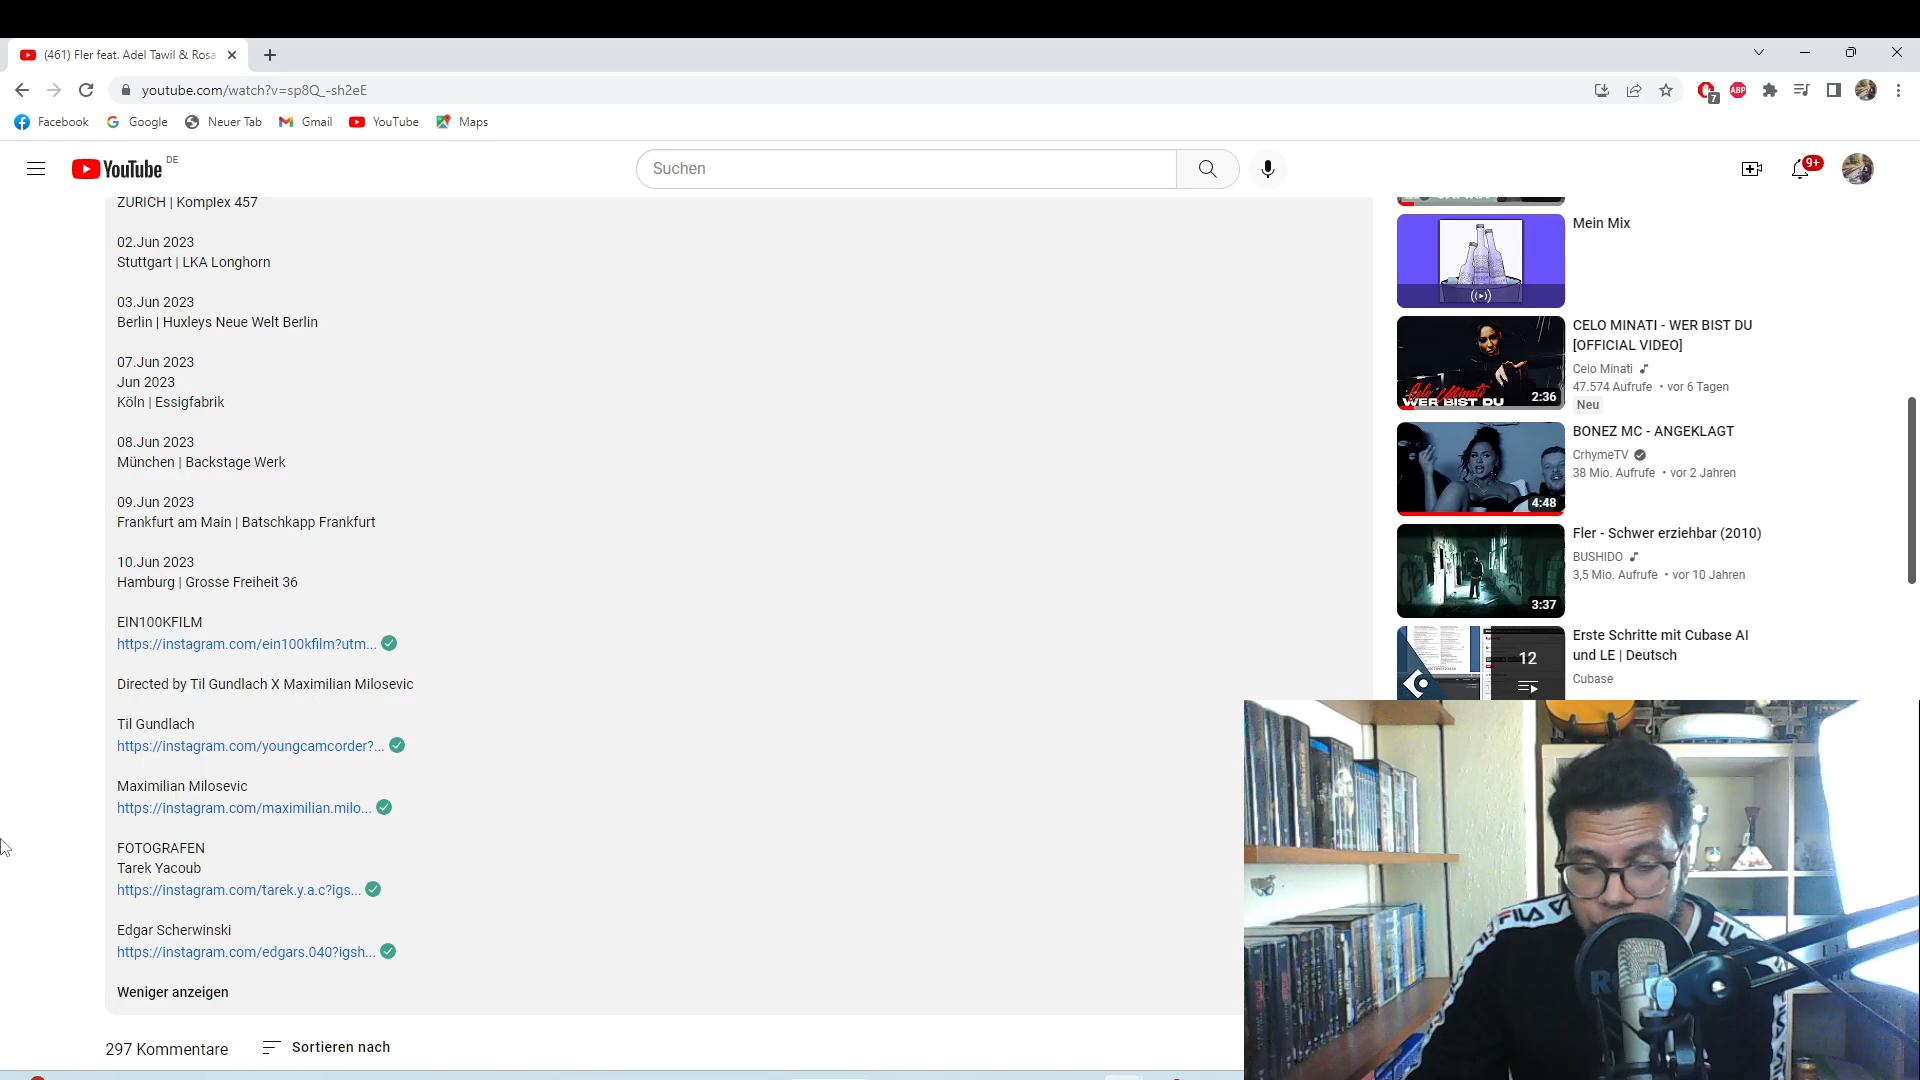 (461) Fler feat. Adel Tawil & Rosa
youtube.com/watch?v=sp8Q_-sh2eE
7
ABP
Facebook
Google
Neuer Tab
Gmail
YouTube
Maps
YouTube DE
Suchen
9+
ZÜRICH | Komplex 457
02.Jun 2023
Stuttgart | LKA Longhorn
03.Jun 2023
Berlin | Huxleys Neue Welt Berlin
07.Jun 2023
Jun 2023
Köln | Essigfabrik
08.Jun 2023
München | Backstage Werk
09.Jun 2023
Frankfurt am Main | Batschkapp Frankfurt
10.Jun 2023
Hamburg | Grosse Freiheit 36
EIN100KFILM
https://instagram.com/ein100kfilm?utm...
Directed by Til Gundlach X Maximilian Milosevic
Til Gundlach
https://instagram.com/youngcamcorder?...
Maximilian Milosevic
https://instagram.com/maximilian.milo...
FOTOGRAFEN
Tarek Yacoub
https://instagram.com/tarek.y.a.c?igs...
Edgar Scherwinski
https://instagram.com/edgars.040?igsh...
Weniger anzeigen
297 Kommentare
Sortieren nach
Mein Mix
Celo Minati
WER BIST DU
2:36
CELO MINATI - WER BIST DU
[OFFICIAL VIDEO]
Celo Minati
47.574 Aufrufe • vor 6 Tagen
Neu
4:48
BONEZ MC - ANGEKLAGT
CrhymeTV
38 Mio. Aufrufe • vor 2 Jahren
3:37
Fler - Schwer erziehbar (2010)
BUSHIDO
3,5 Mio. Aufrufe • vor 10 Jahren
12
Erste Schritte mit Cubase AI
und LE | Deutsch
Cubase
FILA